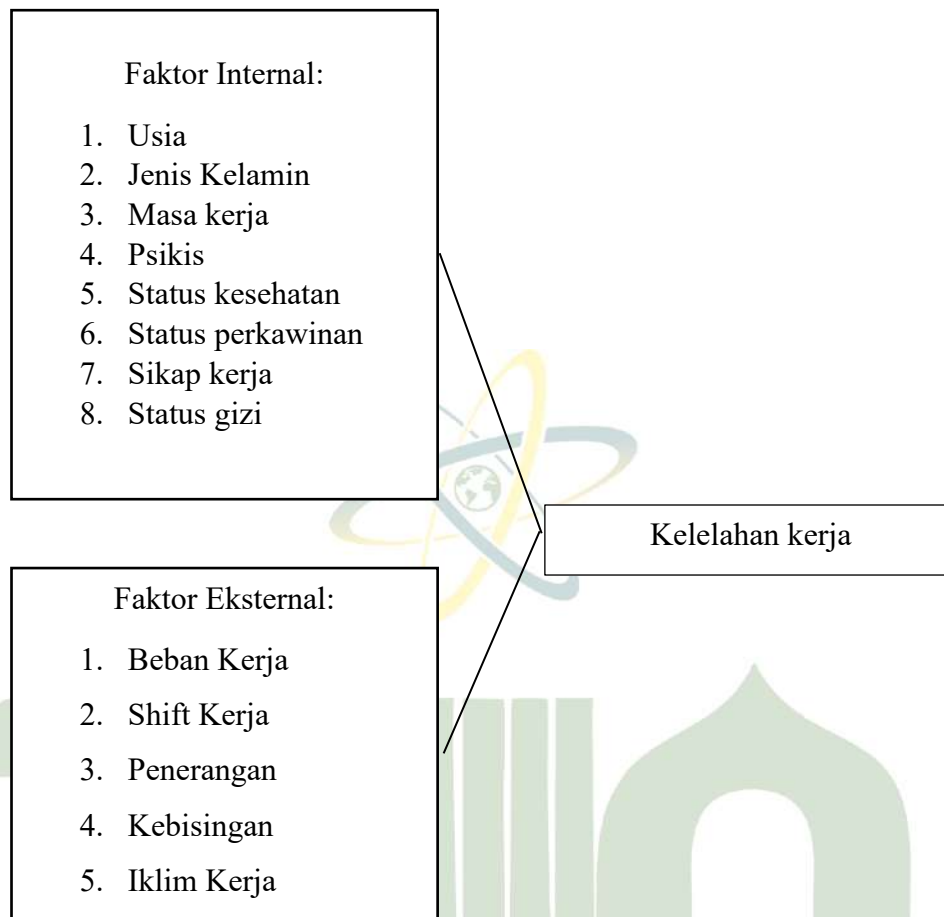 Faktor Internal:
1. Usia
2. Jenis Kelamin
3. Masa kerja
4. Psikis
5. Status kesehatan
6. Status perkawinan
7. Sikap kerja
8. Status gizi
Kelelahan kerja
Faktor Eksternal:
1. Beban Kerja
2. Shift Kerja
3. Penerangan
4. Kebisingan
5. Iklim Kerja